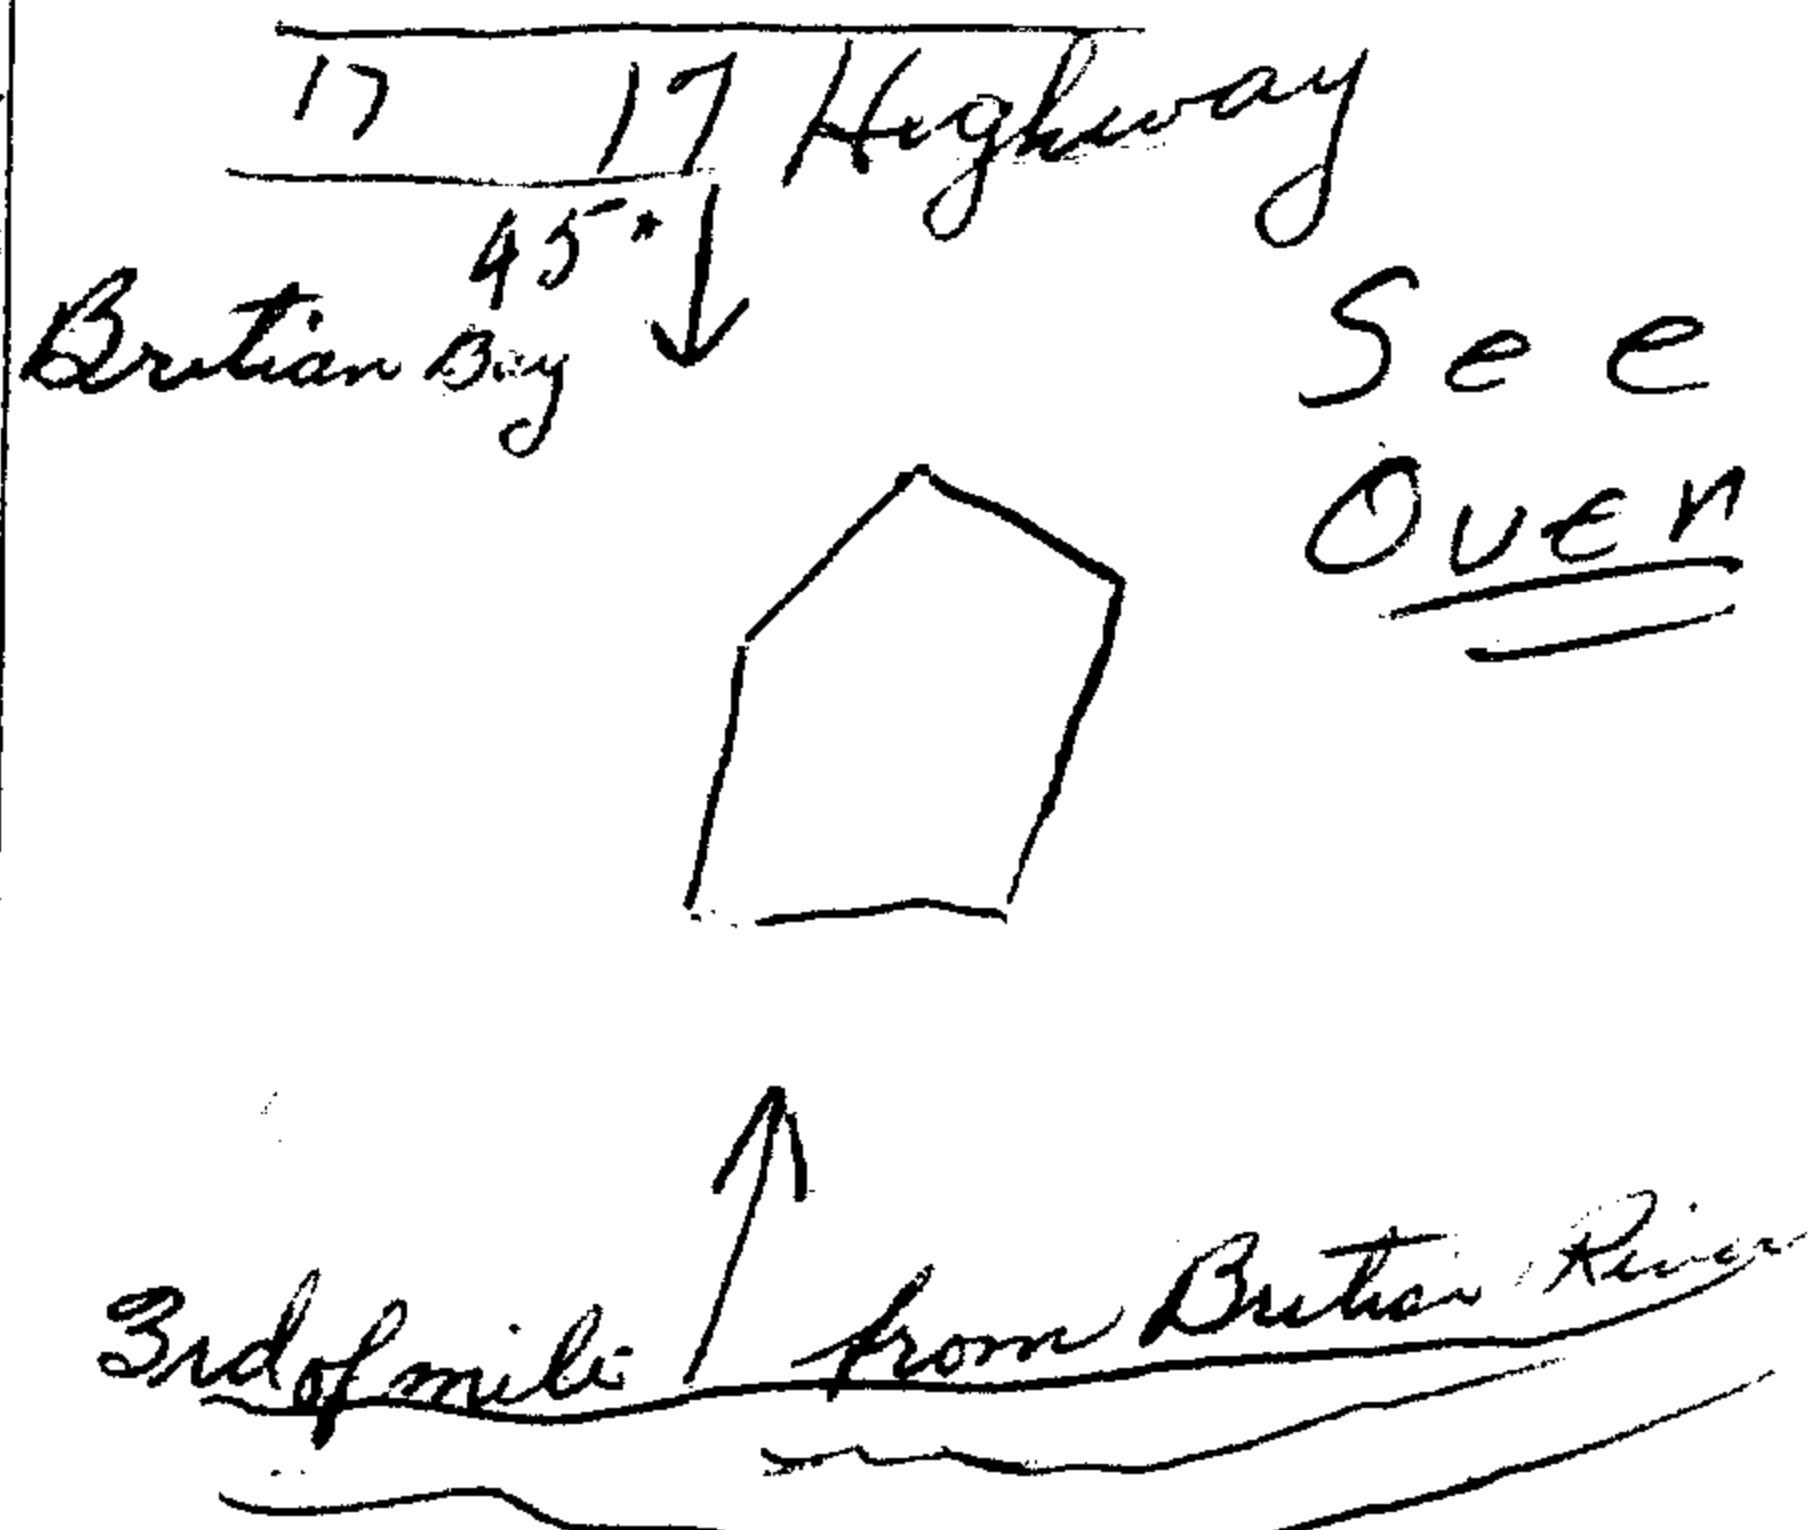 17 17 Highway
45°
Britian Bay
See
Over
3rd of mile from Britian River